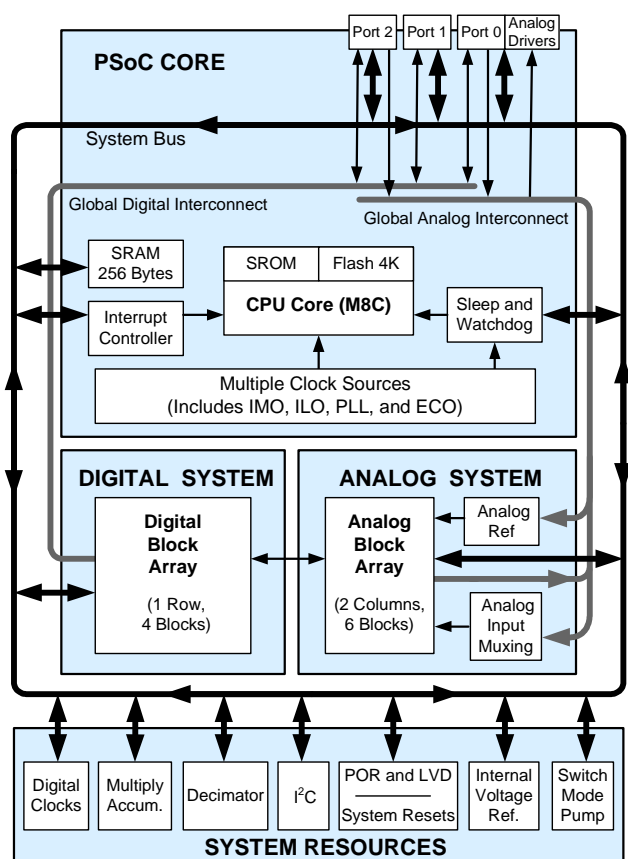 Port 2
Port 1
Port 0
Analog
Drivers
PSoC CORE
System Bus
Global Digital Interconnect
Global Analog Interconnect
SRAM
256 Bytes
SROM
Flash 4K
CPU Core (M8C)
Interrupt
Controller
Sleep and
Watchdog
Multiple Clock Sources
(Includes IMO, ILO, PLL, and ECO)
DIGITAL SYSTEM
Digital
Block
Array
(1 Row,
4 Blocks)
ANALOG SYSTEM
Analog
Block
Array
(2 Columns,
6 Blocks)
Analog
Ref
Analog
Input
Muxing
Digital
Clocks
Multiply
Accum.
Decimator
I²C
POR and LVD
System Resets
Internal
Voltage
Ref.
Switch
Mode
Pump
SYSTEM RESOURCES